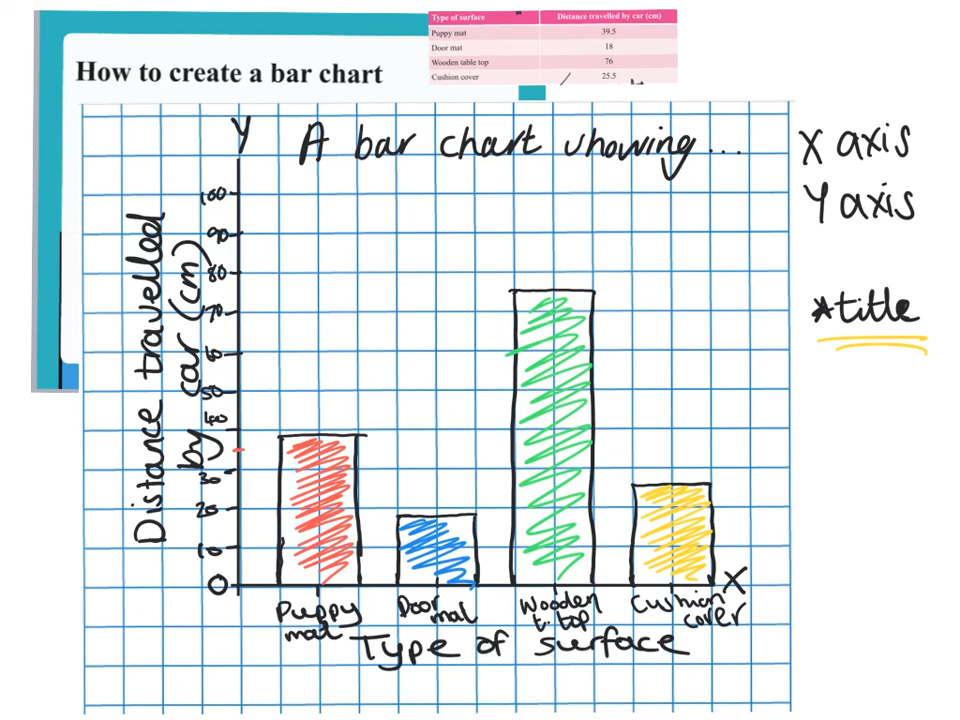 Type of surface Distance travelled by car (cm)
Puppy mat 39.5
Door mat 18
Wooden table top 76
Cushion cover 25.5
How to create a bar chart
Y A bar chart showing...
X axis
Y axis
*title
Distance travelled
by car (cm)
100
90
80
70
60
50
40
30
20
10
0
X
Puppy
mat
Door
mat
Wooden
t. top
Cushion
cover
Type of surface